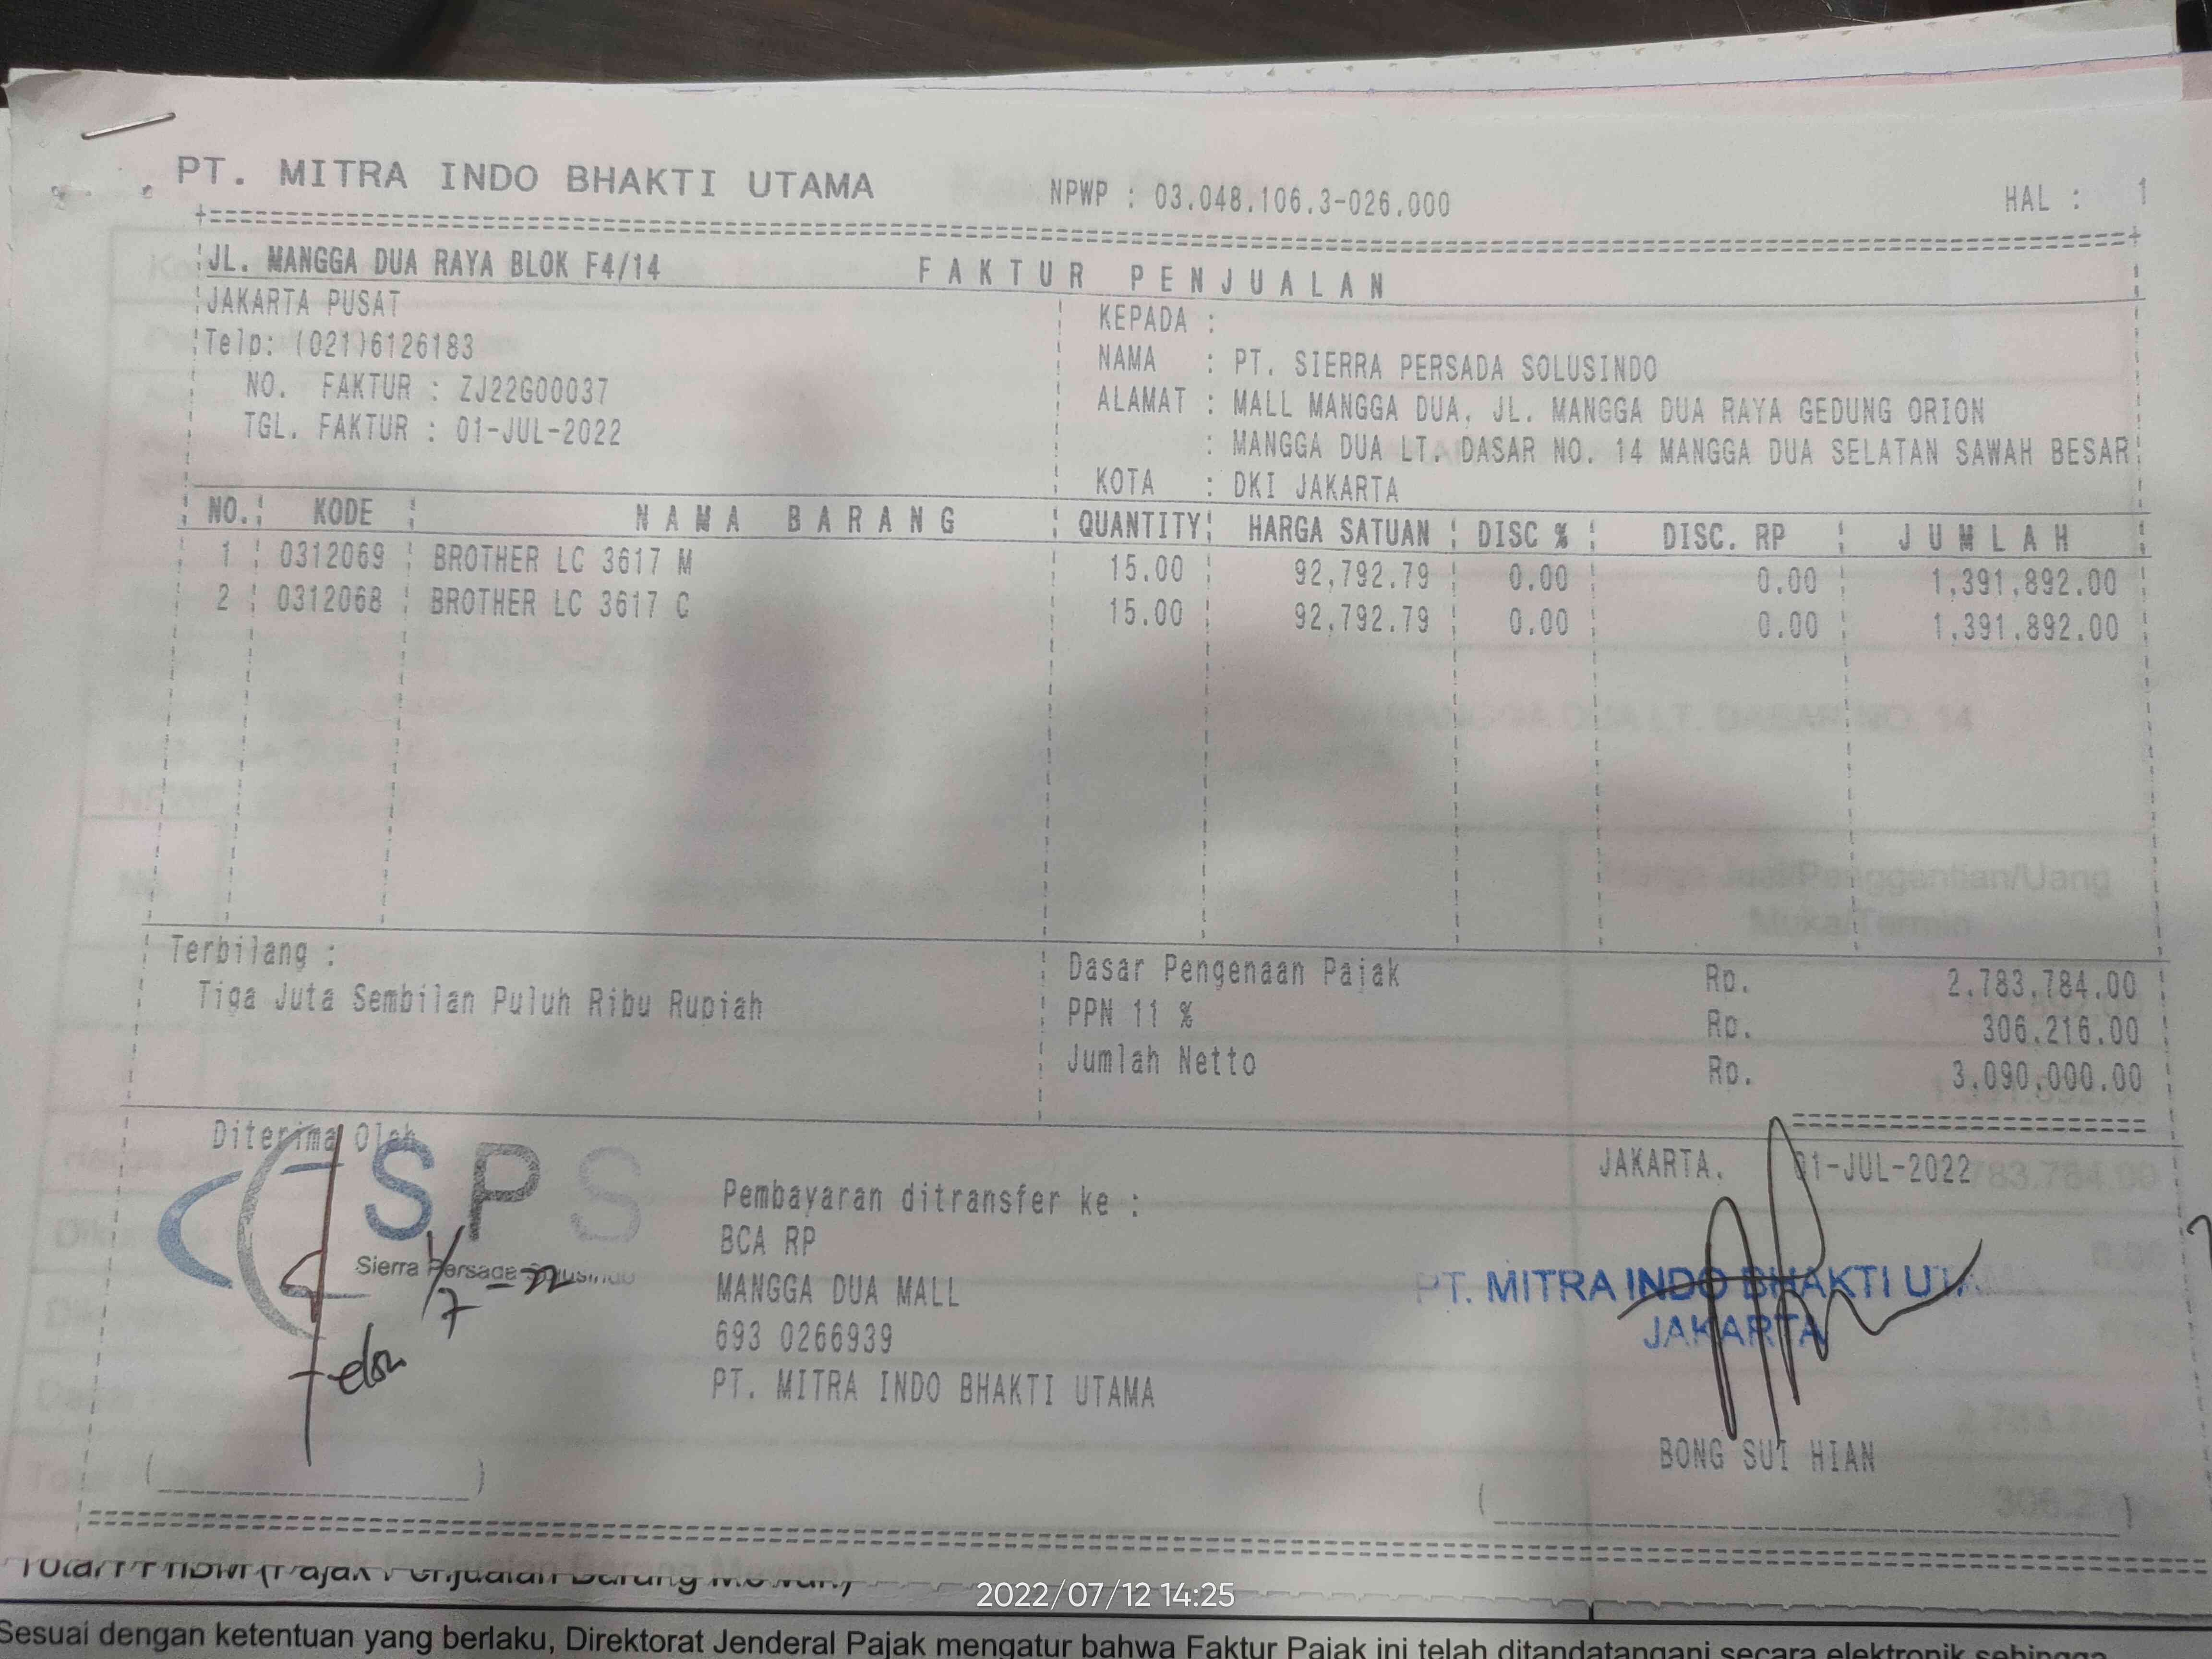 PT. MITRA INDO BHAKTI UTAMA NPWP : 03.048.106.3-026.000 HAL : 1
JL. MANGGA DUA RAYA BLOK F4/14 FAKTUR PENJUALAN
JAKARTA PUSAT KEPADA :
Telp: (021)6126183 NAMA : PT. SIERRA PERSADA SOLUSINDO
NO. FAKTUR : ZJ22G00037 ALAMAT : MALL MANGGA DUA, JL. MANGGA DUA RAYA GEDUNG ORION
TGL. FAKTUR : 01-JUL-2022 : MANGGA DUA LT. DASAR NO. 14 MANGGA DUA SELATAN SAWAH BESAR
KOTA : DKI JAKARTA
NO. KODE NAMA BARANG QUANTITY HARGA SATUAN DISC % DISC. RP JUMLAH
1 0312069 BROTHER LC 3617 M 15.00 92,792.79 0.00 0.00 1,391,892.00
2 0312068 BROTHER LC 3617 C 15.00 92,792.79 0.00 0.00 1,391,892.00
Terbilang : Dasar Pengenaan Pajak Rp. 2,783,784.00
Tiga Juta Sembilan Puluh Ribu Rupiah PPN 11 % Rp. 306,216.00
Jumlah Netto Rp. 3,090,000.00
Diterima Oleh
SPS
Sierra Persada Solusindo
1/7-22
JAKARTA, 01-JUL-2022
Pembayaran ditransfer ke :
BCA RP
MANGGA DUA MALL
693 0266939
PT. MITRA INDO BHAKTI UTAMA
PT. MITRA INDO BHAKTI UTAMA
JAKARTA
BONG SUI HIAN
Total PPnBM (Pajak Penjualan Barang Mewah)
2022/07/12 14:25
Sesuai dengan ketentuan yang berlaku, Direktorat Jenderal Pajak mengatur bahwa Faktur Pajak ini telah ditandatangani secara elektronik sehingga